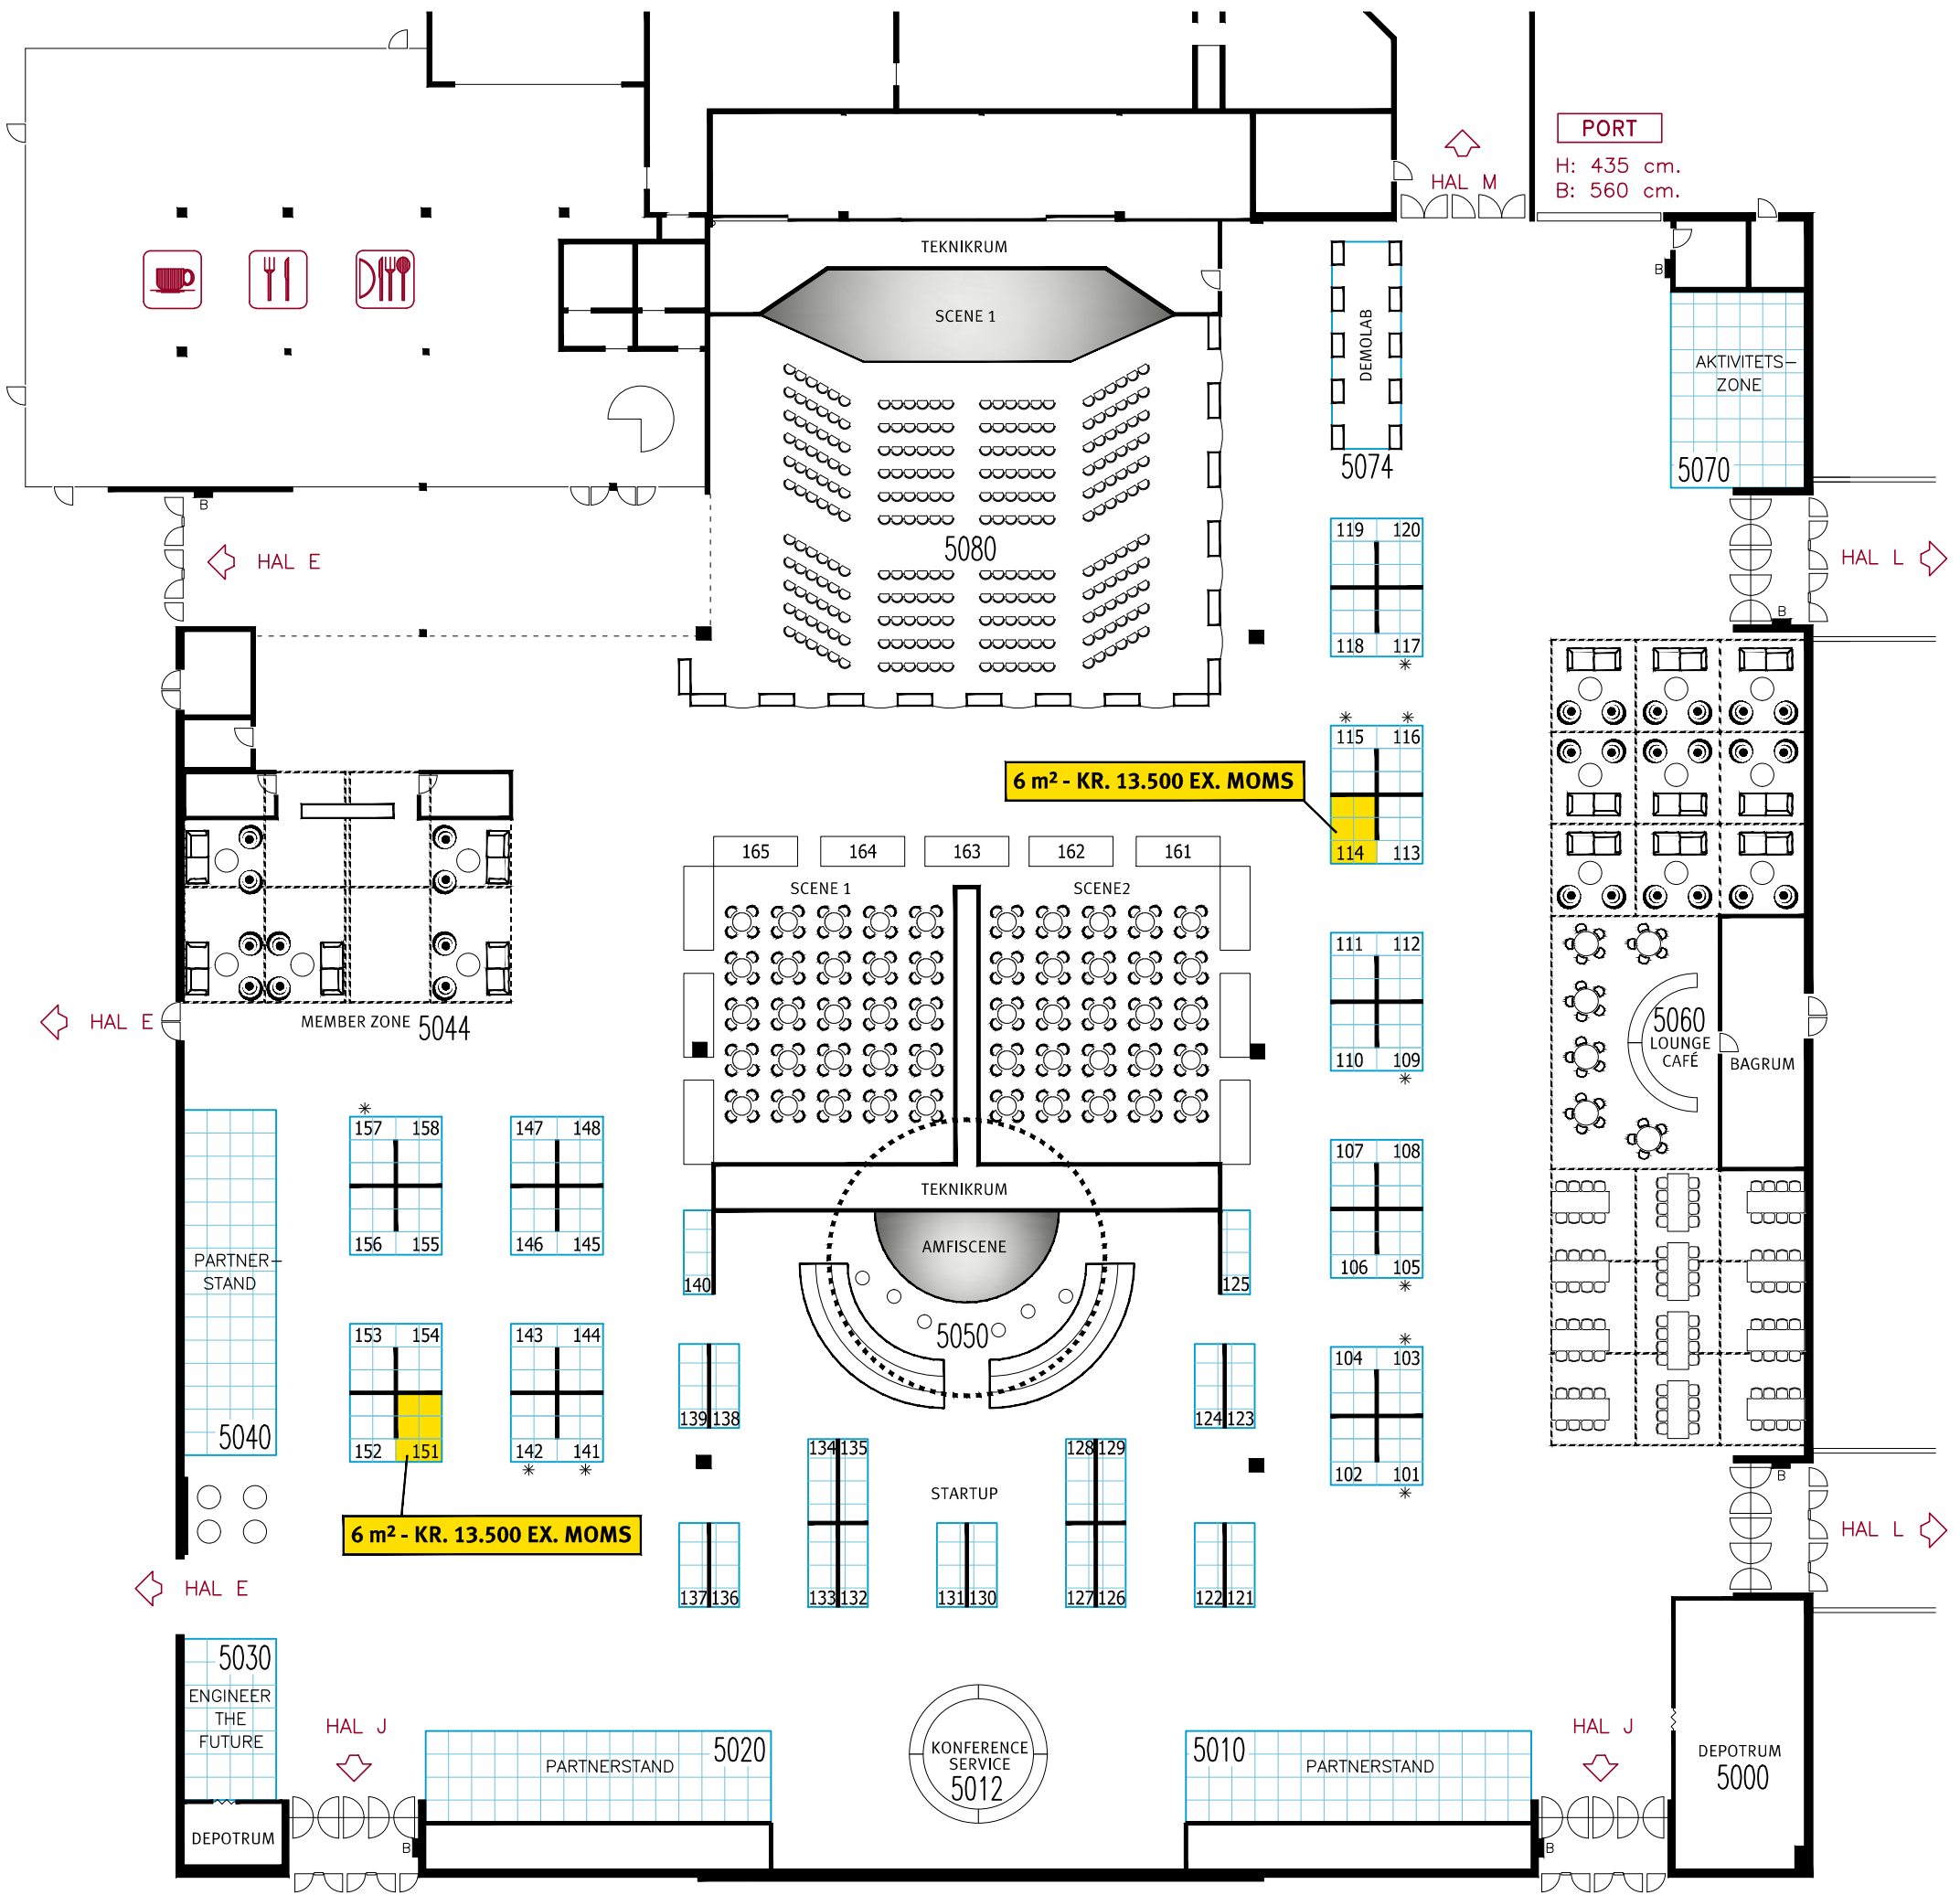 PORT
H: 435 cm.
B: 560 cm.
HAL M
TEKNIKRUM
SCENE 1
DEMOLAB
5074
B
AKTIVITETS-
ZONE
5070
B
HAL E
5080
119 120
118 117
*
HAL L
B
* *
115 116
6 m² - KR. 13.500 EX. MOMS
114 113
165 164 163 162 161
SCENE 1
SCENE2
111 112
110 109
*
HAL E
MEMBER ZONE 5044
5060
LOUNGE
CAFÉ
BAGRUM
*
157 158
156 155
147 148
146 145
107 108
106 105
*
TEKNIKRUM
AMFISCENE
140
125
PARTNER-
STAND
5040
5050
153 154
152 151
143 144
142 141
* *
*
104 103
102 101
*
139 138
124 123
134 135
128 129
STARTUP
B
6 m² - KR. 13.500 EX. MOMS
HAL L
137 136
133 132
131 130
127 126
122 121
HAL E
5030
ENGINEER
THE
FUTURE
HAL J
5020
PARTNERSTAND
KONFERENCE
SERVICE
5012
5010
PARTNERSTAND
HAL J
DEPOTRUM
5000
DEPOTRUM
B
B